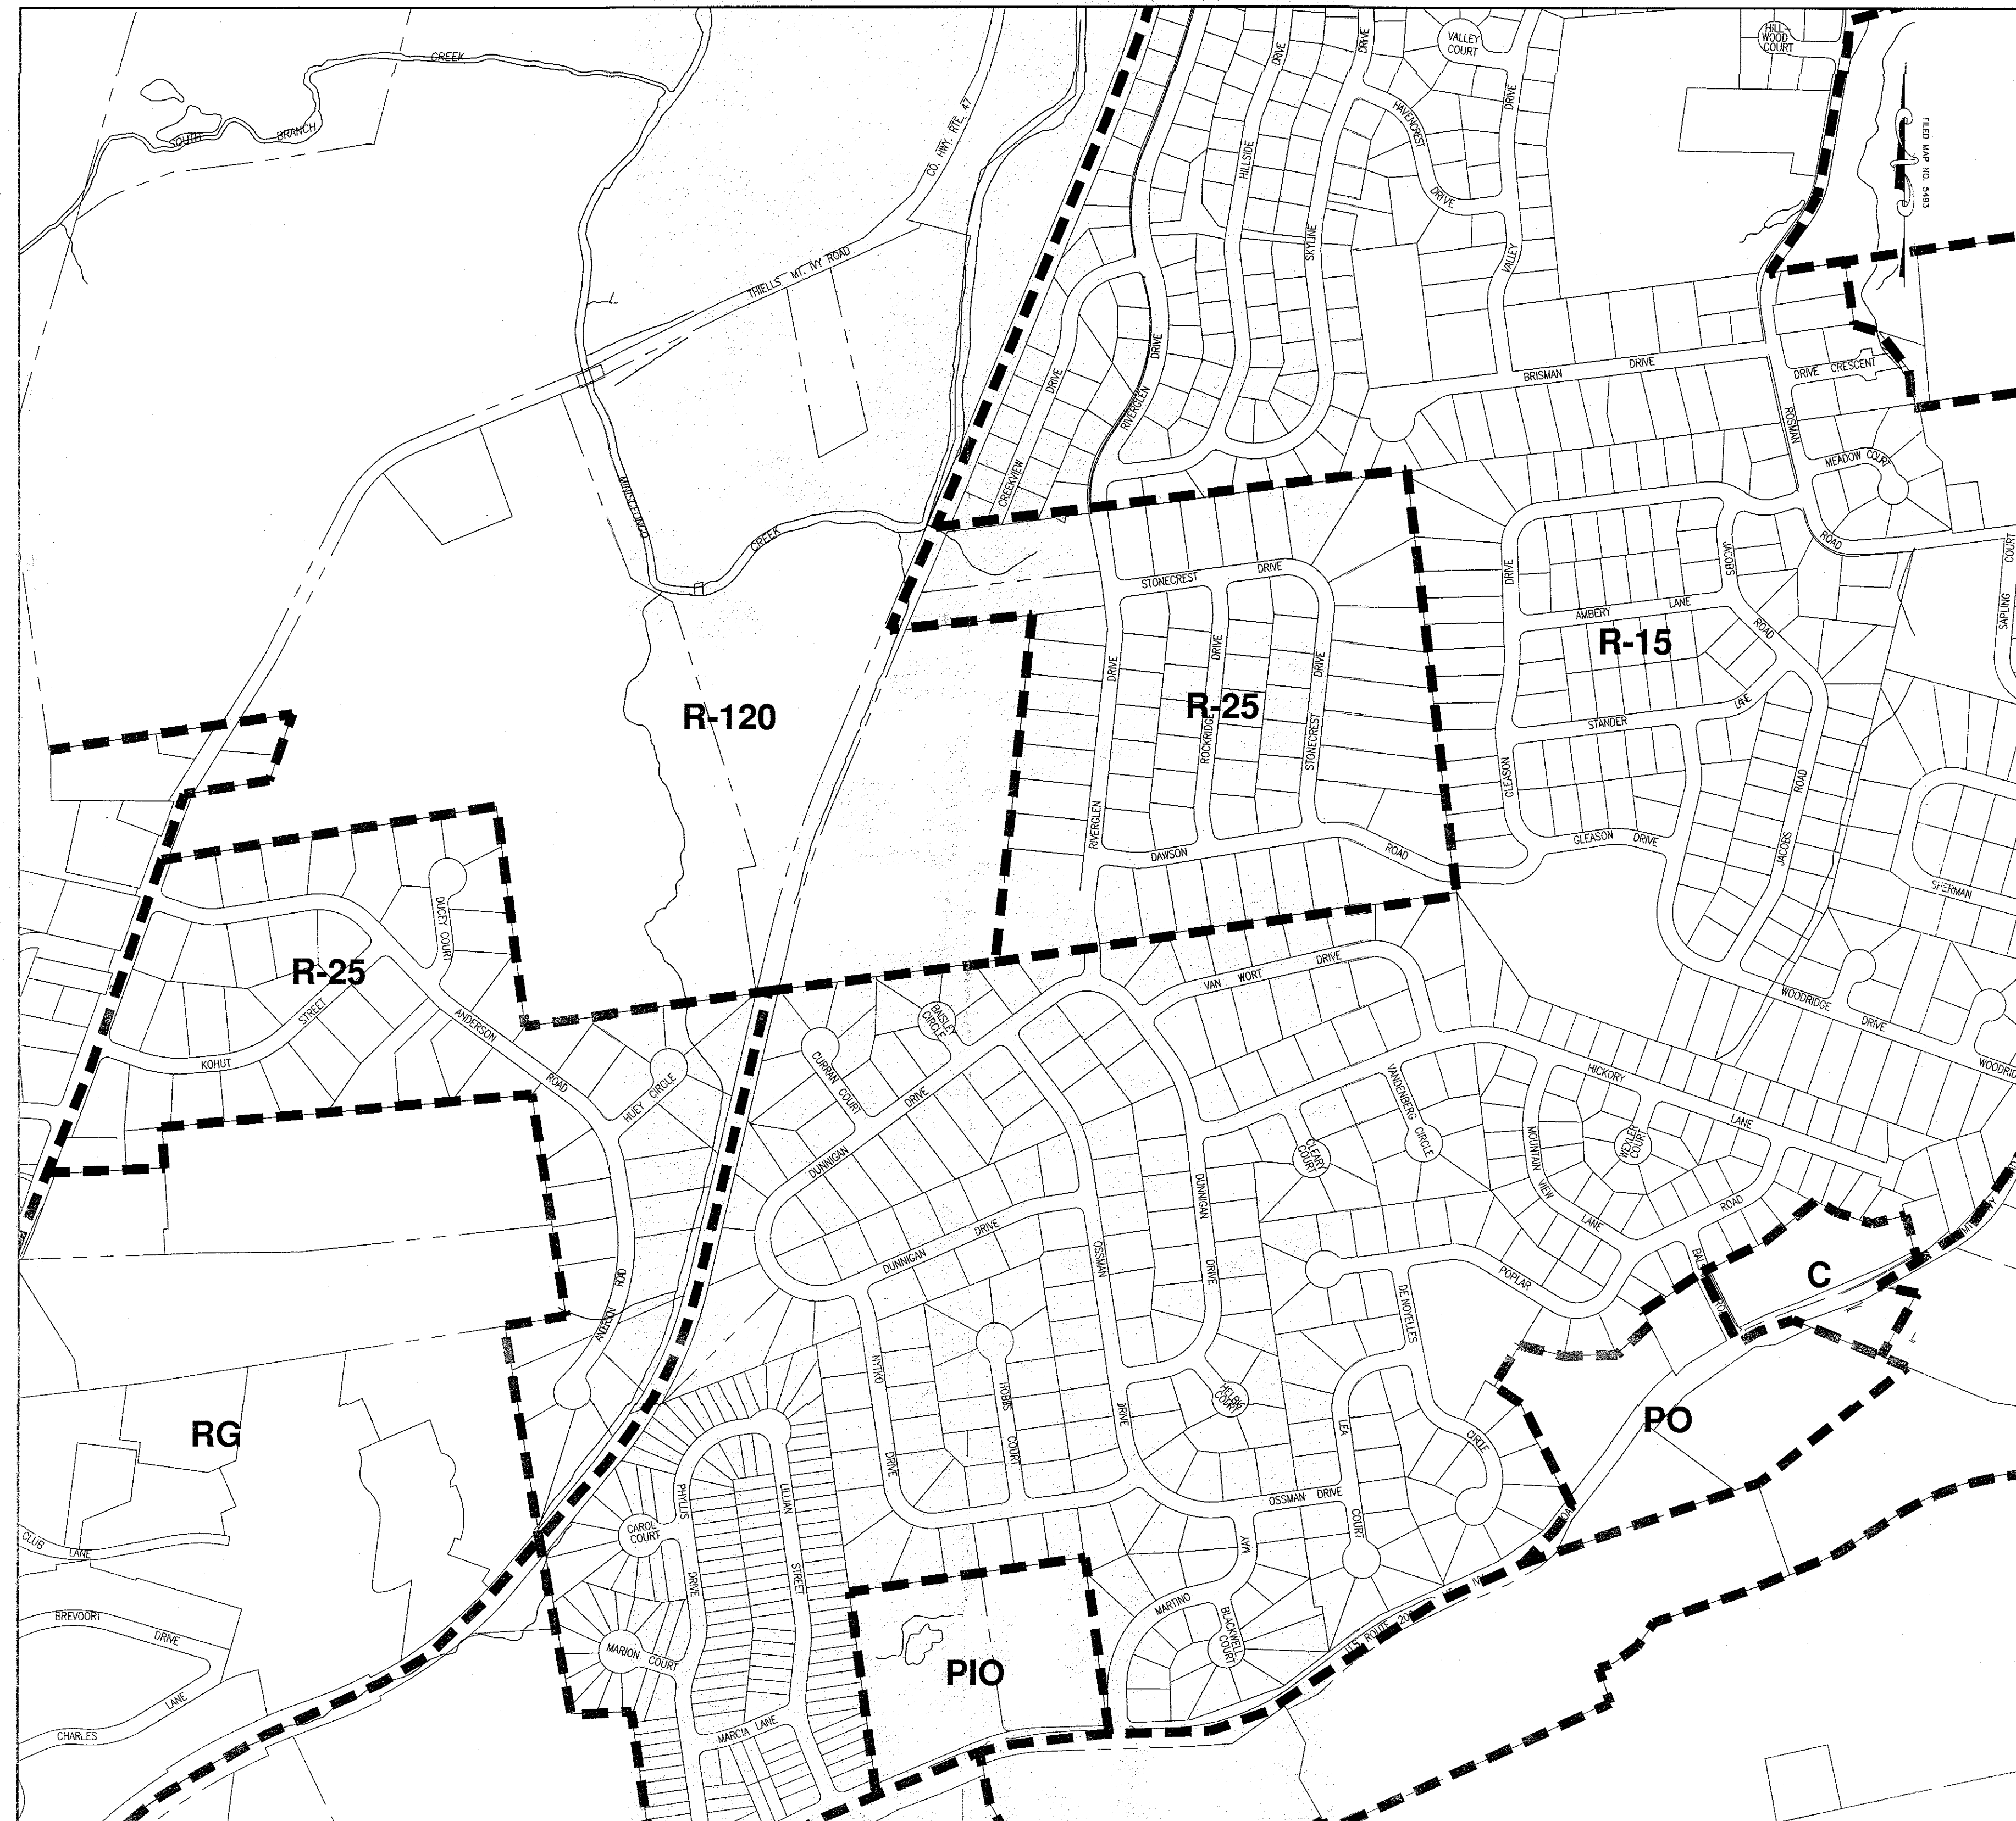 CREEK
SOUTH
BRANCH
CO. HWY. RTE. 47
THIELLS MT. IVY ROAD
MINISCEONGO
CREEK
DRIVE
DRIVE
VALLEY
COURT
HILL-
WOOD
COURT
FILED MAP NO. 5493
HAVENCREST
DRIVE
DRIVE
HILLSIDE
SKYLINE
VALLEY
DRIVE
DRIVE
RIVERGLEN
CREEKVIEW
BRISMAN
DRIVE
DRIVE CRESCENT
ROSMAN
MEADOW COURT
ROAD
COURT
SAPLING
STONECREST
DRIVE
DRIVE
JACOBS
AMBERY
LANE
ROAD
R-15
R-120
R-25
DRIVE
DRIVE
DRIVE
ROCKRIDGE
STONECREST
STANDER
LANE
GLEASON
ROAD
RIVERGLEN
DAWSON
ROAD
GLEASON
DRIVE
JACOBS
SHERMAN
DUCEY COURT
R-25
STREET
ANDERSON
KOHUT
ROAD
HUEY CIRCLE
BAISLEY
CIRCLE
CURRAN COURT
DRIVE
VAN WORT
DRIVE
WOODRIDGE
DRIVE
WOODRID
HICKORY
LANE
VANDENBERG
CIRCLE
CLEARY
COURT
WEXLER
COURT
MOUNTAIN
VIEW
LANE
ROAD
DUNNIGAN
DUNNIGAN
DRIVE
DUNNIGAN
DRIVE
OSSMAN
POPLAR
C
ROAD
ANDERSON
DE NOYELLES
NYTKO
HOBBS
COURT
HELBIG
COURT
DRIVE
LEA
CIRCLE
RG
PO
PHYLLIS
LILLIAN
DRIVE
CAROL
COURT
OSSMAN
DRIVE
COURT
CLUB
LANE
DRIVE
STREET
MAY
MARTINO
BLACKWELL
COURT
U.S. ROUTE 202
BREVOORT
DRIVE
MARION
COURT
PIO
LANE
CHARLES
MARCIA LANE